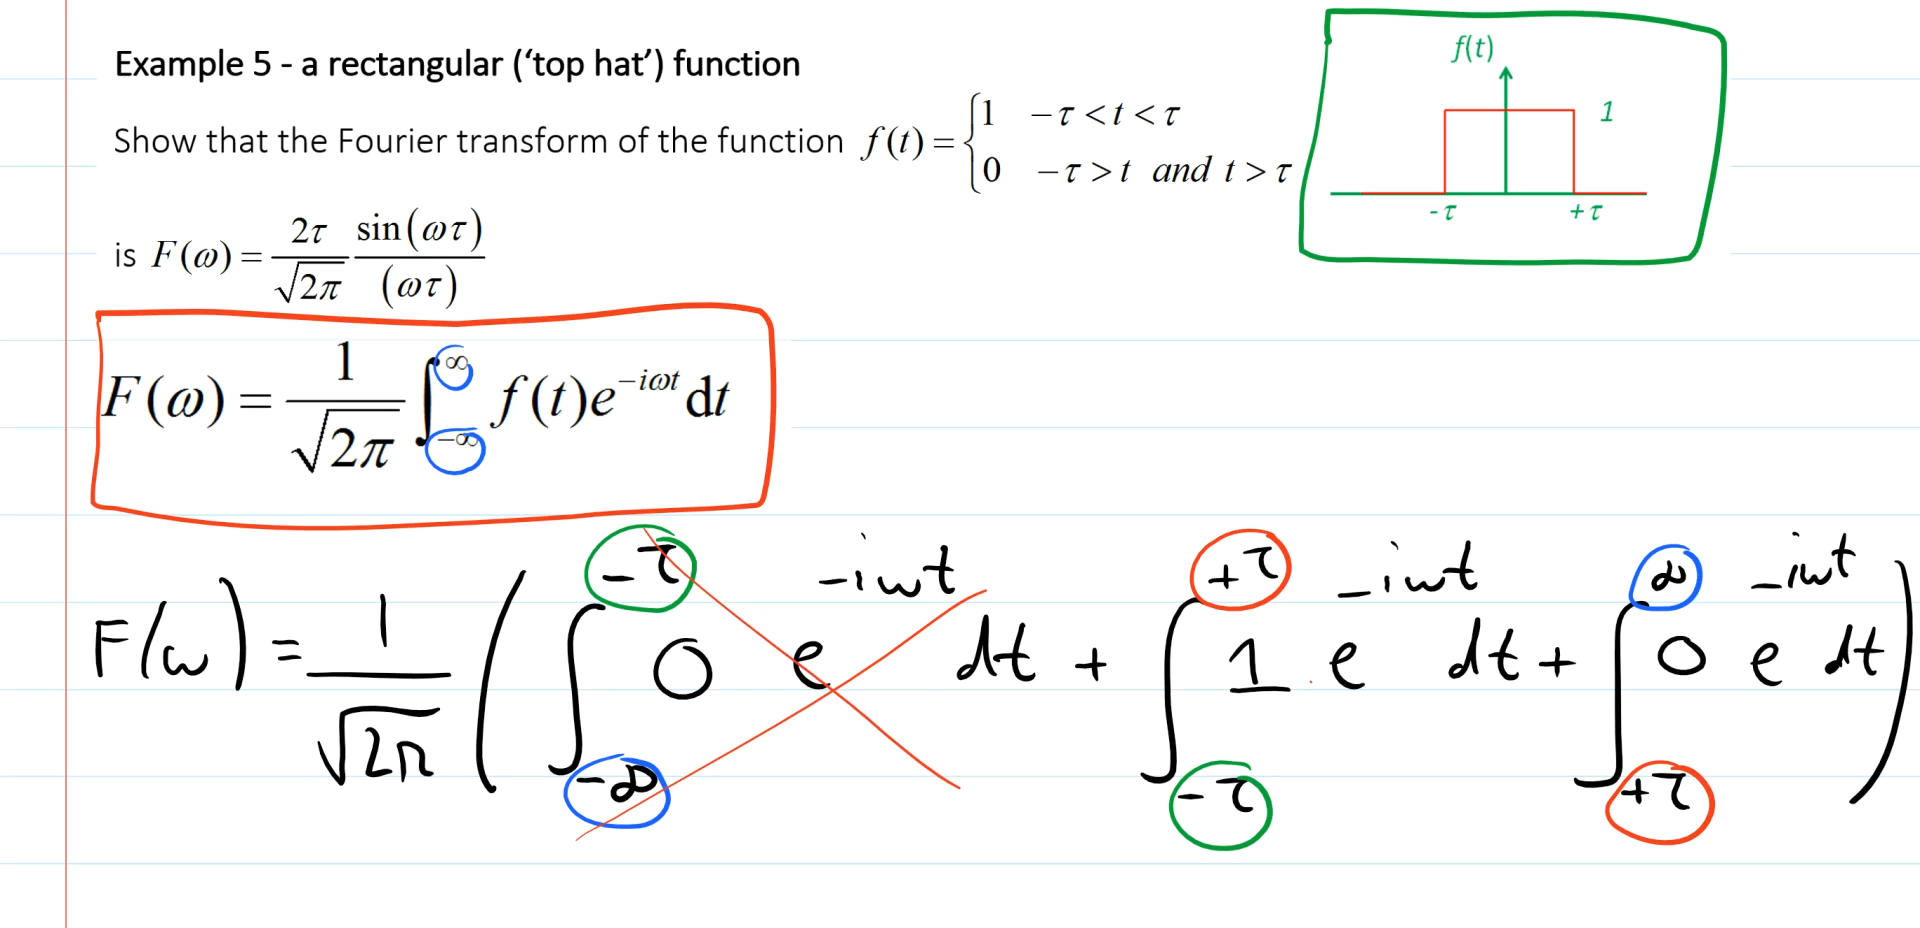 Example 5 - a rectangular (‘top hat’) function
Show that the Fourier transform of the function f(t) = { 1 −τ < t < τ
0 −τ > t and t > τ
is F(ω) = 2τ/√2π sin(ωτ)/(ωτ)
f(t)
1
-τ +τ
F(ω) = 1/√2π ∫_{−∞}^{∞} f(t)e^{−iωt} dt
F(ω) = 1/√2π ( ∫_{−∞}^{−τ} 0 e^{−iωt} dt + ∫_{−τ}^{+τ} 1 . e^{−iωt} dt + ∫_{+τ}^{∞} 0 e^{−iωt} dt )